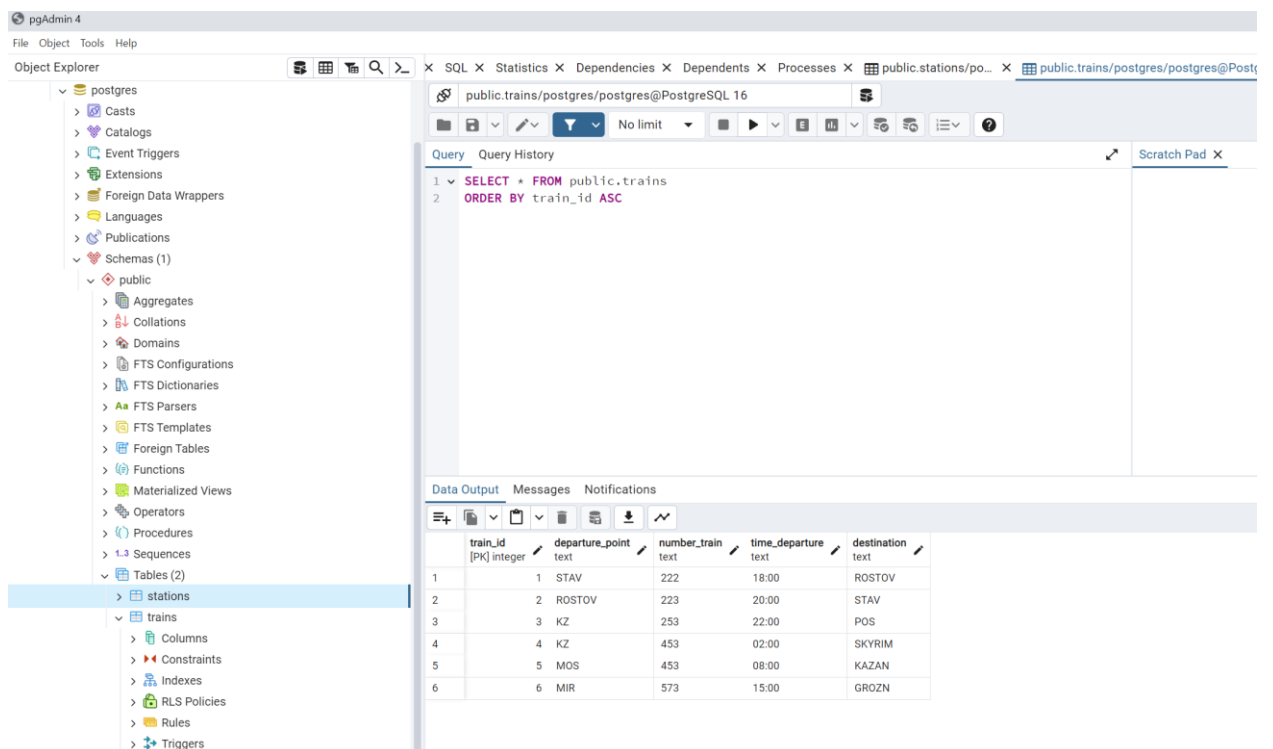 pgAdmin 4
File Object Tools Help
Object Explorer
SQL Statistics Dependencies Dependents Processes public.stations/po... public.trains/postgres/postgres@Postg
postgres
Casts
Catalogs
Event Triggers
Extensions
Foreign Data Wrappers
Languages
Publications
Schemas (1)
public
Aggregates
Collations
Domains
FTS Configurations
FTS Dictionaries
Aa FTS Parsers
FTS Templates
Foreign Tables
Functions
Materialized Views
Operators
Procedures
1..3 Sequences
Tables (2)
stations
trains
Columns
Constraints
Indexes
RLS Policies
Rules
Triggers
public.trains/postgres/postgres@PostgreSQL 16
No limit
E
Query Query History
Scratch Pad
1 SELECT * FROM public.trains
2 ORDER BY train_id ASC
Data Output Messages Notifications
train_id departure_point number_train time_departure destination
[PK] integer text text text text
1 1 STAV 222 18:00 ROSTOV
2 2 ROSTOV 223 20:00 STAV
3 3 KZ 253 22:00 POS
4 4 KZ 453 02:00 SKYRIM
5 5 MOS 453 08:00 KAZAN
6 6 MIR 573 15:00 GROZN